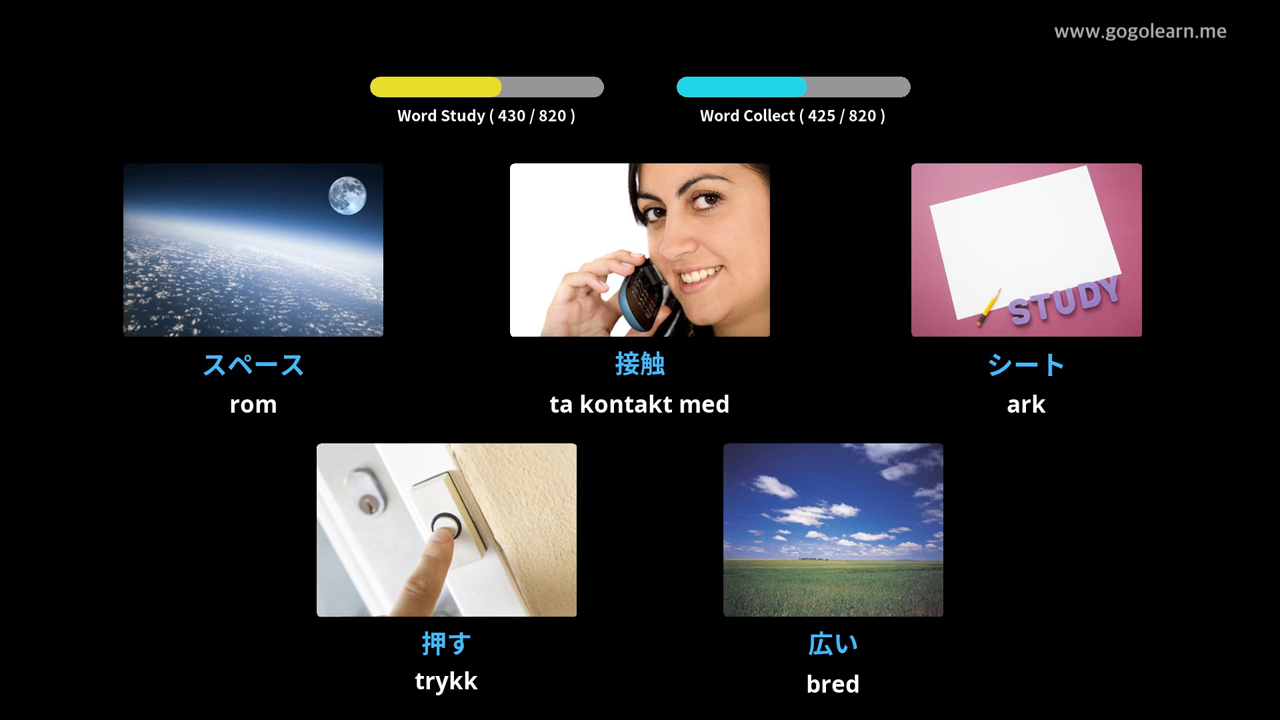 www.gogolearn.me
Word Study ( 430 / 820 )
Word Collect ( 425 / 820 )
STUDY
スペース
rom
接触
ta kontakt med
シート
ark
押す
trykk
広い
bred